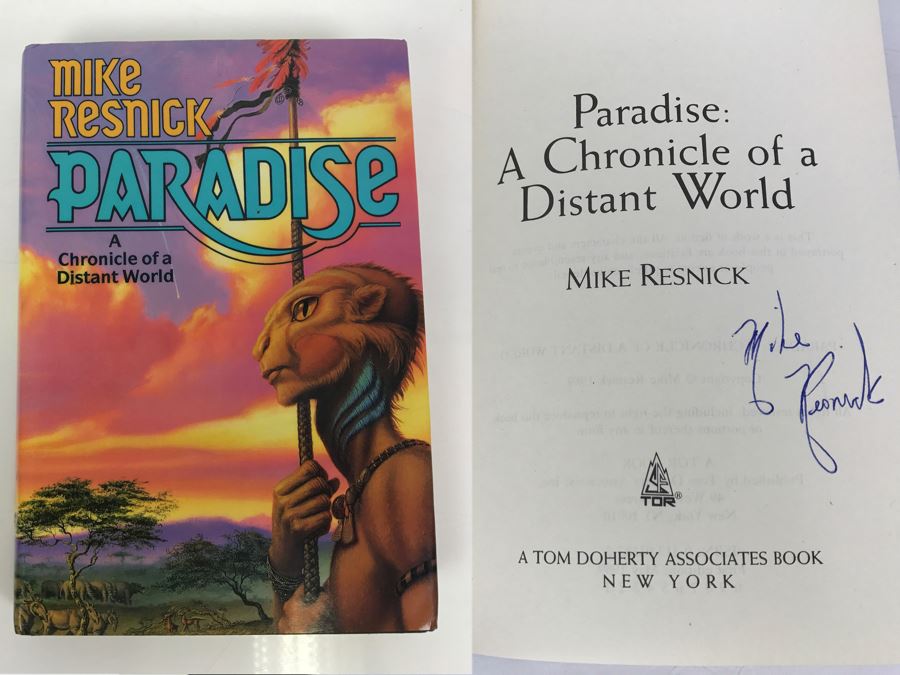 MIKE
RESNICK
PARADISE
A
Chronicle of a
Distant World
Paradise:
A Chronicle of a
Distant World
MIKE RESNICK
Mike
Resnick
TOR®
A TOM DOHERTY ASSOCIATES BOOK
NEW YORK